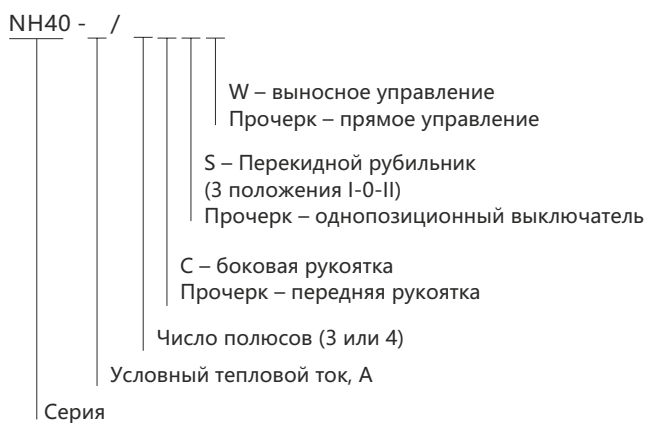 NH40 - _ / _ _ _ _
W – выносное управление
Прочерк – прямое управление
S – Перекидной рубильник
(3 положения I-0-II)
Прочерк – однопозиционный выключатель
C – боковая рукоятка
Прочерк – передняя рукоятка
Число полюсов (3 или 4)
Условный тепловой ток, А
Серия